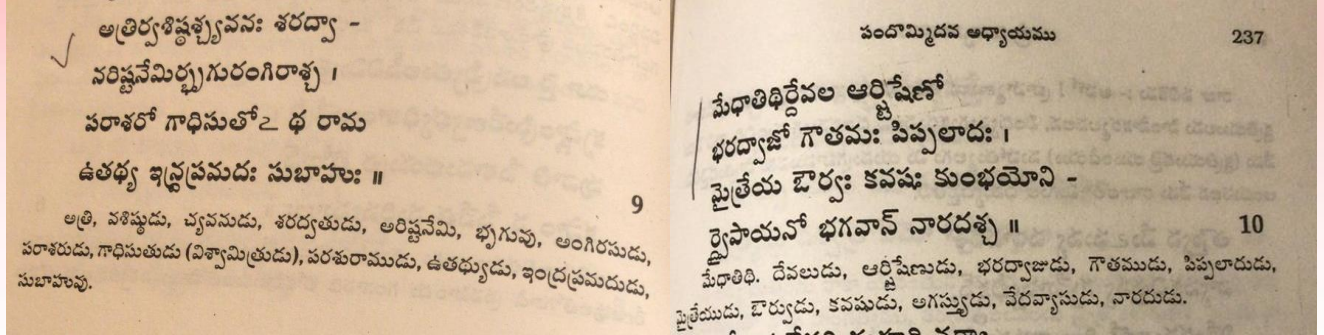 అత్రిర్వశిష్ఠశ్చ్యవనః శరద్వా -
నరిష్టనేమిర్భృగురంగిరాశ్చ ।
పరాశరో గాధిసుతోఽ థ రామ
ఉతథ్య ఇన్ద్రప్రమదః సుబాహుః ॥
9
అత్రి, వశిష్ఠుడు, చ్యవనుడు, శరద్వతుడు, అరిష్టనేమి, భృగువు, అంగిరసుడు,
పరాశరుడు, గాధిసుతుడు (విశ్వామిత్రుడు), పరశురాముడు, ఉతథ్యుడు, ఇంద్రప్రమదుడు,
సుబాహువు.
పందొమ్మిదవ అధ్యాయము
237
మేధాతిథిర్దేవల ఆర్ష్టిషేణో
భరద్వాజో గౌతమః పిప్పలాదః ।
మైత్రేయ ఔర్వః కవషః కుంభయోని -
ర్ద్వైపాయనో భగవాన్ నారదశ్చ ॥
10
మేధాతిథి. దేవలుడు, ఆర్ష్టిషేణుడు, భరద్వాజుడు, గౌతముడు, పిప్పలాదుడు,
మైత్రేయుడు, ఔర్వుడు, కవషుడు, అగస్త్యుడు, వేదవ్యాసుడు, నారదుడు.